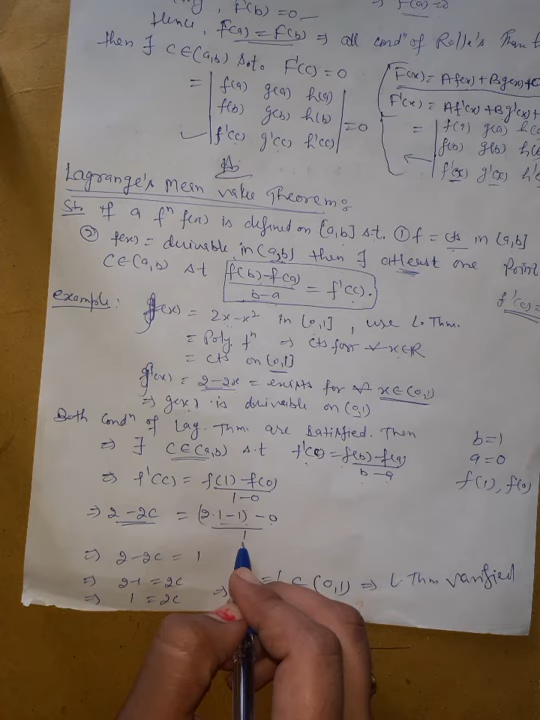 F(b) = 0
Hence, F(a) = F(b) ⇒ all condⁿ of Rolle's Thm
then ∃ C∈(a,b) s.t. F'(c) = 0
= | f(a) g(a) h(a) |
| f(b) g(b) h(b) | = 0
| f'(c) g'(c) h'(c) |
F(x) = Af(x) + Bg(x) +
F'(x) = Af'(x) + Bg'(x) +
= | f(a) g(a) h(a)
f(b) g(b) h(b)
f'(x) g'(x) h'
Lagrange's Mean value Theorem:
St. If a fⁿ f(x) is defined on [a,b] s.t. ① f = cts in [a,b]
② f(x) = derivable in (a,b) then ∃ atleast one point
C∈(a,b) s.t f(b)-f(a) / b-a = f'(c).
f'(c) =
example: g(x) = 2x-x² in [0,1], use L.Thm.
= Poly fⁿ ⇒ cts for ∀ x∈R
= cts on [0,1]
g'(x) = 2-2x = exists for ∀ x∈(0,1)
⇒ g(x) is derivable on (0,1)
Both condⁿ of Lag. Thm. are satisfied. Then
⇒ ∃ C∈(a,b) s.t f'(c) = f(b)-f(a) / b-a
b=1
a=0
f(1), f(0)
⇒ f'(c) = f(1)-f(0) / 1-0
⇒ 2-2c = (2·1-1)-0 / 1
⇒ 2-2c = 1
⇒ 2-1 = 2c
⇒ 1 = 2c ⇒ ∈ (0,1) ⇒ L.Thm varified